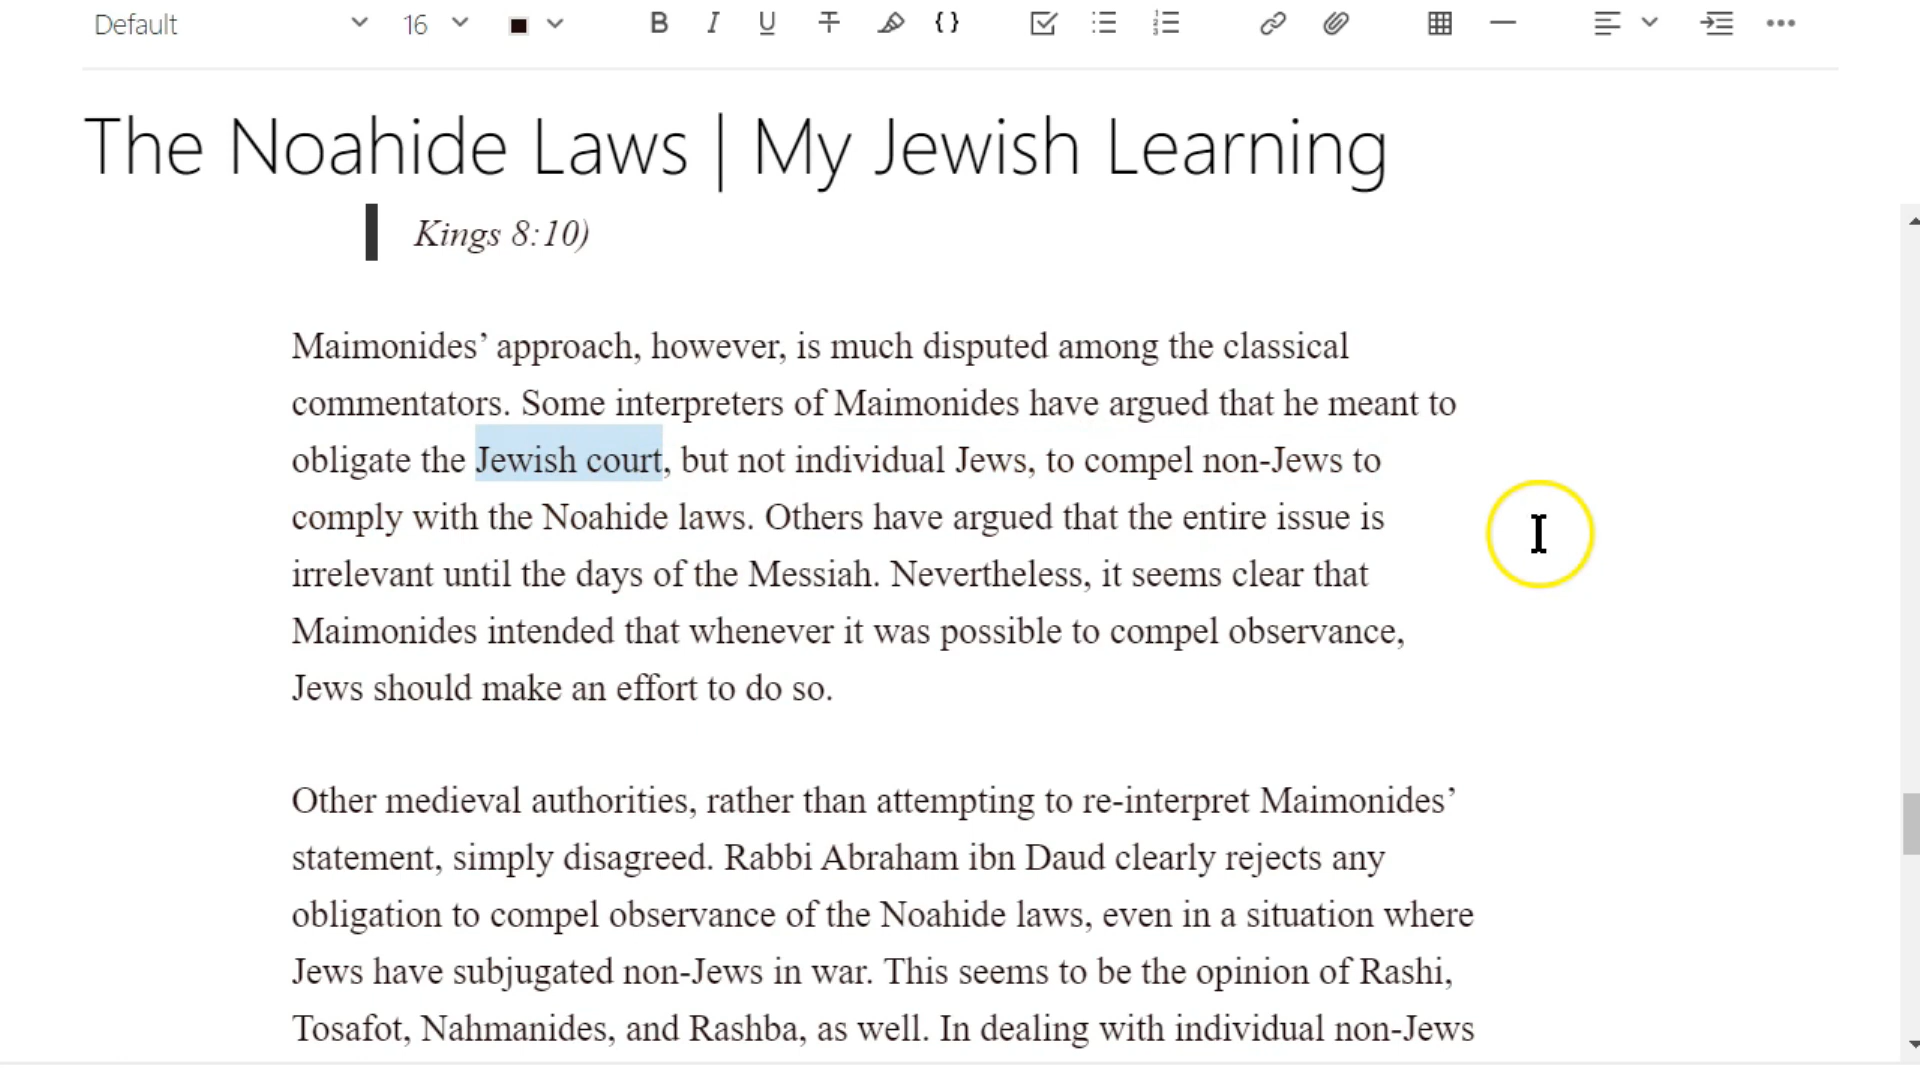 Default 16 B I U T {}
The Noahide Laws | My Jewish Learning
Kings 8:10)
Maimonides’ approach, however, is much disputed among the classical
commentators. Some interpreters of Maimonides have argued that he meant to
obligate the Jewish court, but not individual Jews, to compel non-Jews to
comply with the Noahide laws. Others have argued that the entire issue is
irrelevant until the days of the Messiah. Nevertheless, it seems clear that
Maimonides intended that whenever it was possible to compel observance,
Jews should make an effort to do so.
Other medieval authorities, rather than attempting to re-interpret Maimonides’
statement, simply disagreed. Rabbi Abraham ibn Daud clearly rejects any
obligation to compel observance of the Noahide laws, even in a situation where
Jews have subjugated non-Jews in war. This seems to be the opinion of Rashi,
Tosafot, Nahmanides, and Rashba, as well. In dealing with individual non-Jews